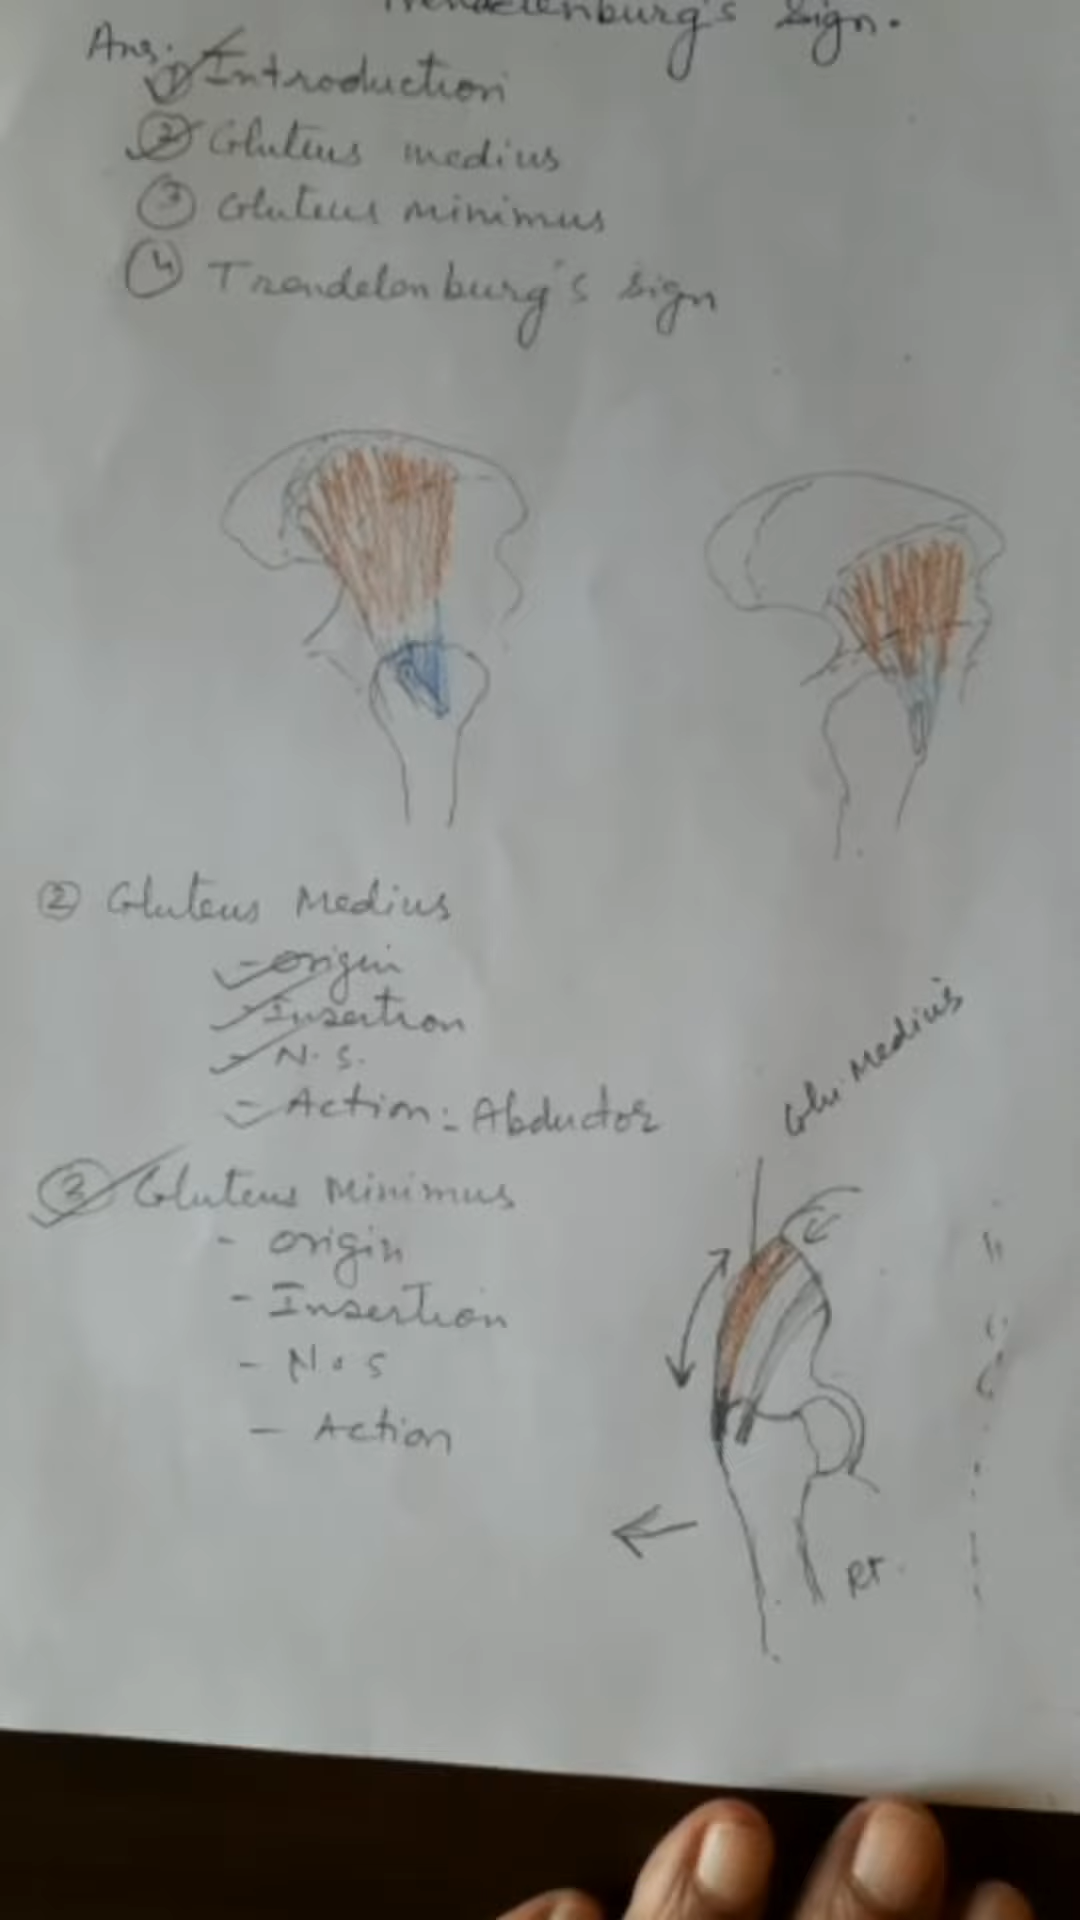 Trendelenburg's Sign.
Ans.
① Introduction
② Gluteus medius
③ Gluteus minimus
④ Trendelenburg's sign
② Gluteus Medius
- origin
- Insertion
- N.S.
- Action: Abductor
Glu. Medius
③ Gluteus Minimus
- origin
- Insertion
- N.S
- Action
RT.